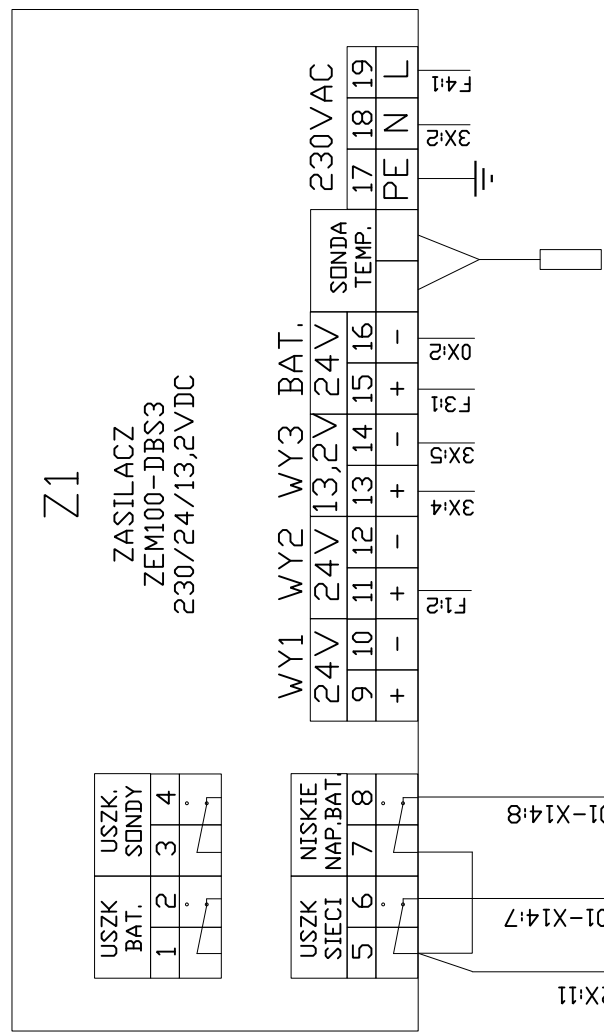 Z1
ZASILACZ
ZEM100-DBS3
230/24/13,2VDC
230VAC
19 L
18 N
17 PE
SONDA
TEMP.
BAT.
24V
16 -
15 +
WY3
13,2V
14 -
13 +
WY2
24V
12 -
11 +
WY1
24V
10 -
9 +
USZK.
SONDY
4
3
USZK
BAT.
2
1
NISKIE
NAP.BAT.
8
7
USZK
SIECI
6
5
F4:1
3X:2
0X:2
F3:1
3X:5
3X:4
F1:2
01-X14:8
01-X14:7
2X:11